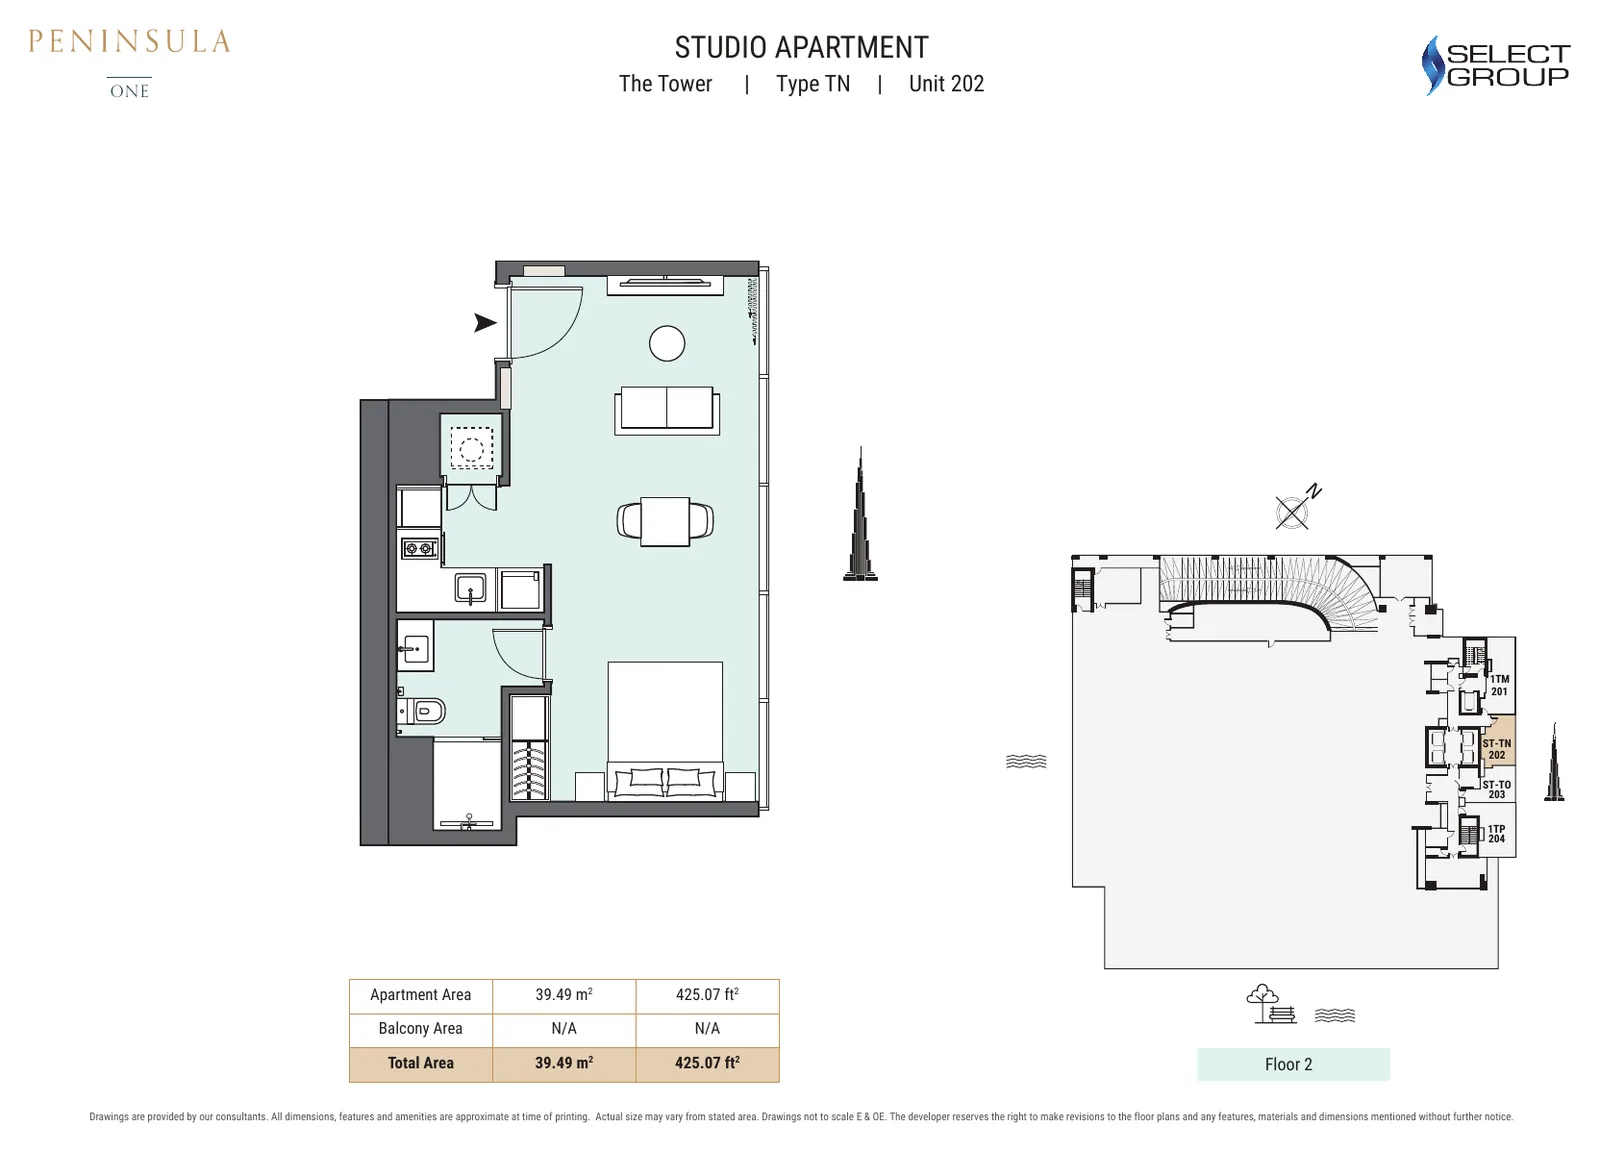 PENINSULA
ONE
STUDIO APARTMENT
The Tower | Type TN | Unit 202
SELECT
GROUP
N
1TM
201
ST-TN
202
ST-TO
203
1TP
204
Apartment Area 39.49 m² 425.07 ft²
Balcony Area N/A N/A
Total Area 39.49 m² 425.07 ft²
Floor 2
Drawings are provided by our consultants. All dimensions, features and amenities are approximate at time of printing. Actual size may vary from stated area. Drawings not to scale E & OE. The developer reserves the right to make revisions to the floor plans and any features, materials and dimensions mentioned without further notice.